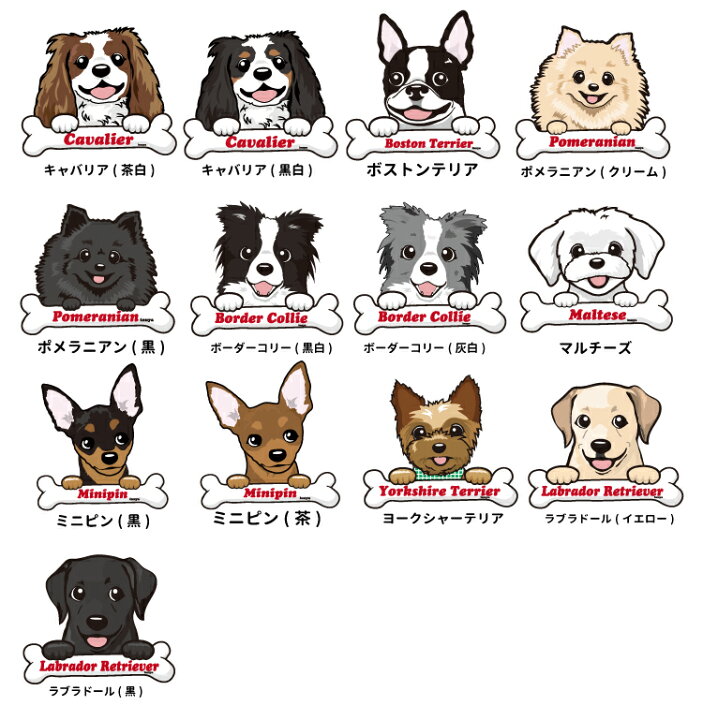 Cavalier
キャバリア(茶白)
Cavalier
キャバリア(黒白)
Boston Terrier
ボストンテリア
Pomeranian
ポメラニアン(クリーム)
Pomeranian
ポメラニアン(黒)
Border Collie
ボーダーコリー(黒白)
Border Collie
ボーダーコリー(灰白)
Maltese
マルチーズ
Minipin
ミニピン(黒)
Minipin
ミニピン(茶)
Yorkshire Terrier
ヨークシャーテリア
Labrador Retriever
ラブラドール(イエロー)
Labrador Retriever
ラブラドール(黒)